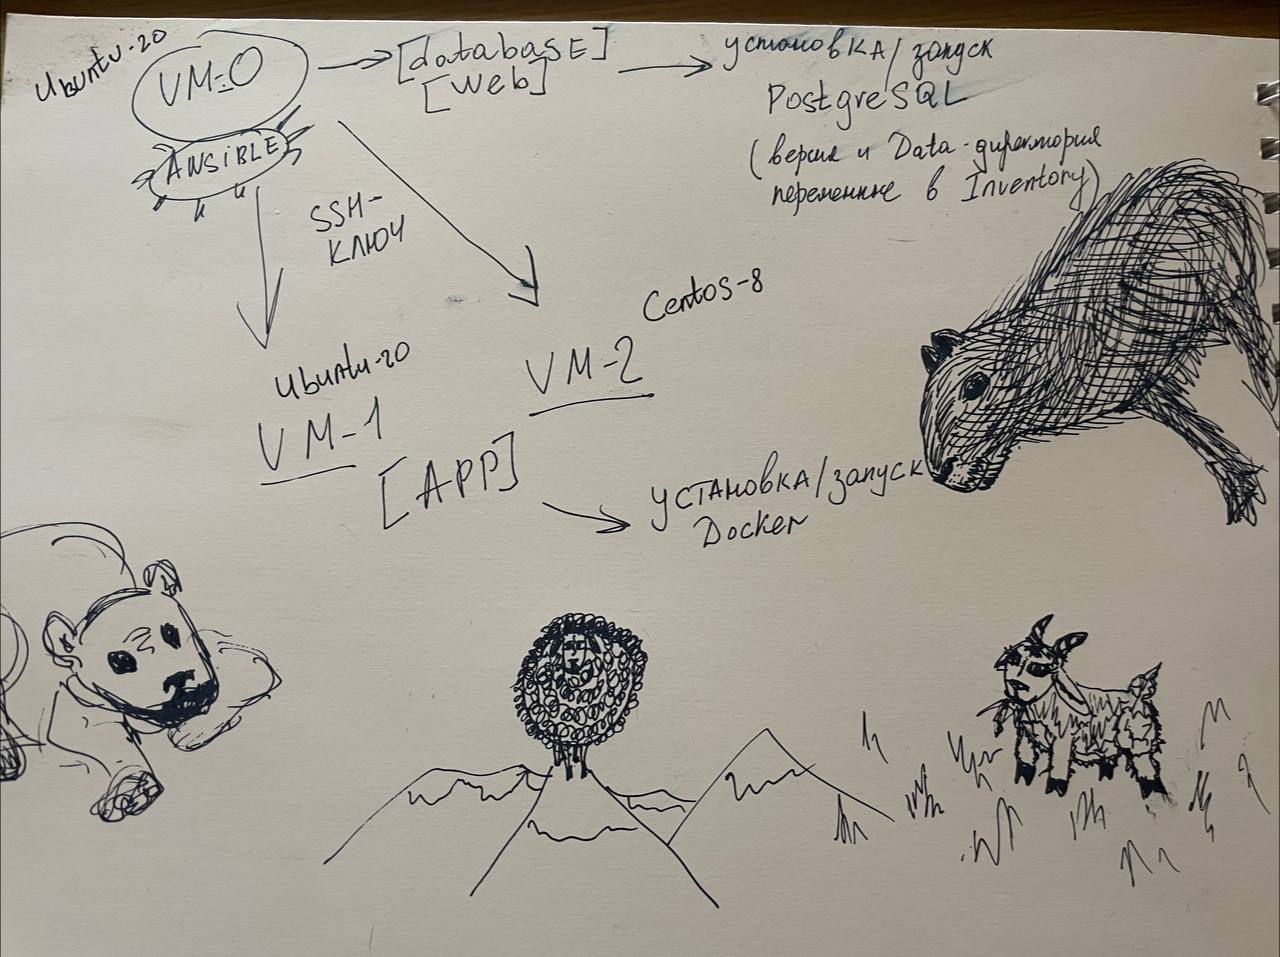 Ubuntu-20
VM-0
ANSIBLE
[databasE]
[Web]
установка/запуск
PostgreSQL
(версия и Data-директория
переменные в Inventory)
SSH-
КЛЮЧ
Centos-8
VM-2
Ubuntu-20
VM-1
[APP]
УСТАНОВКА/запуск
Docker